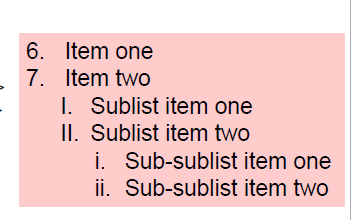 6. Item one
7. Item two
I. Sublist item one
II. Sublist item two
i. Sub-sublist item one
ii. Sub-sublist item two